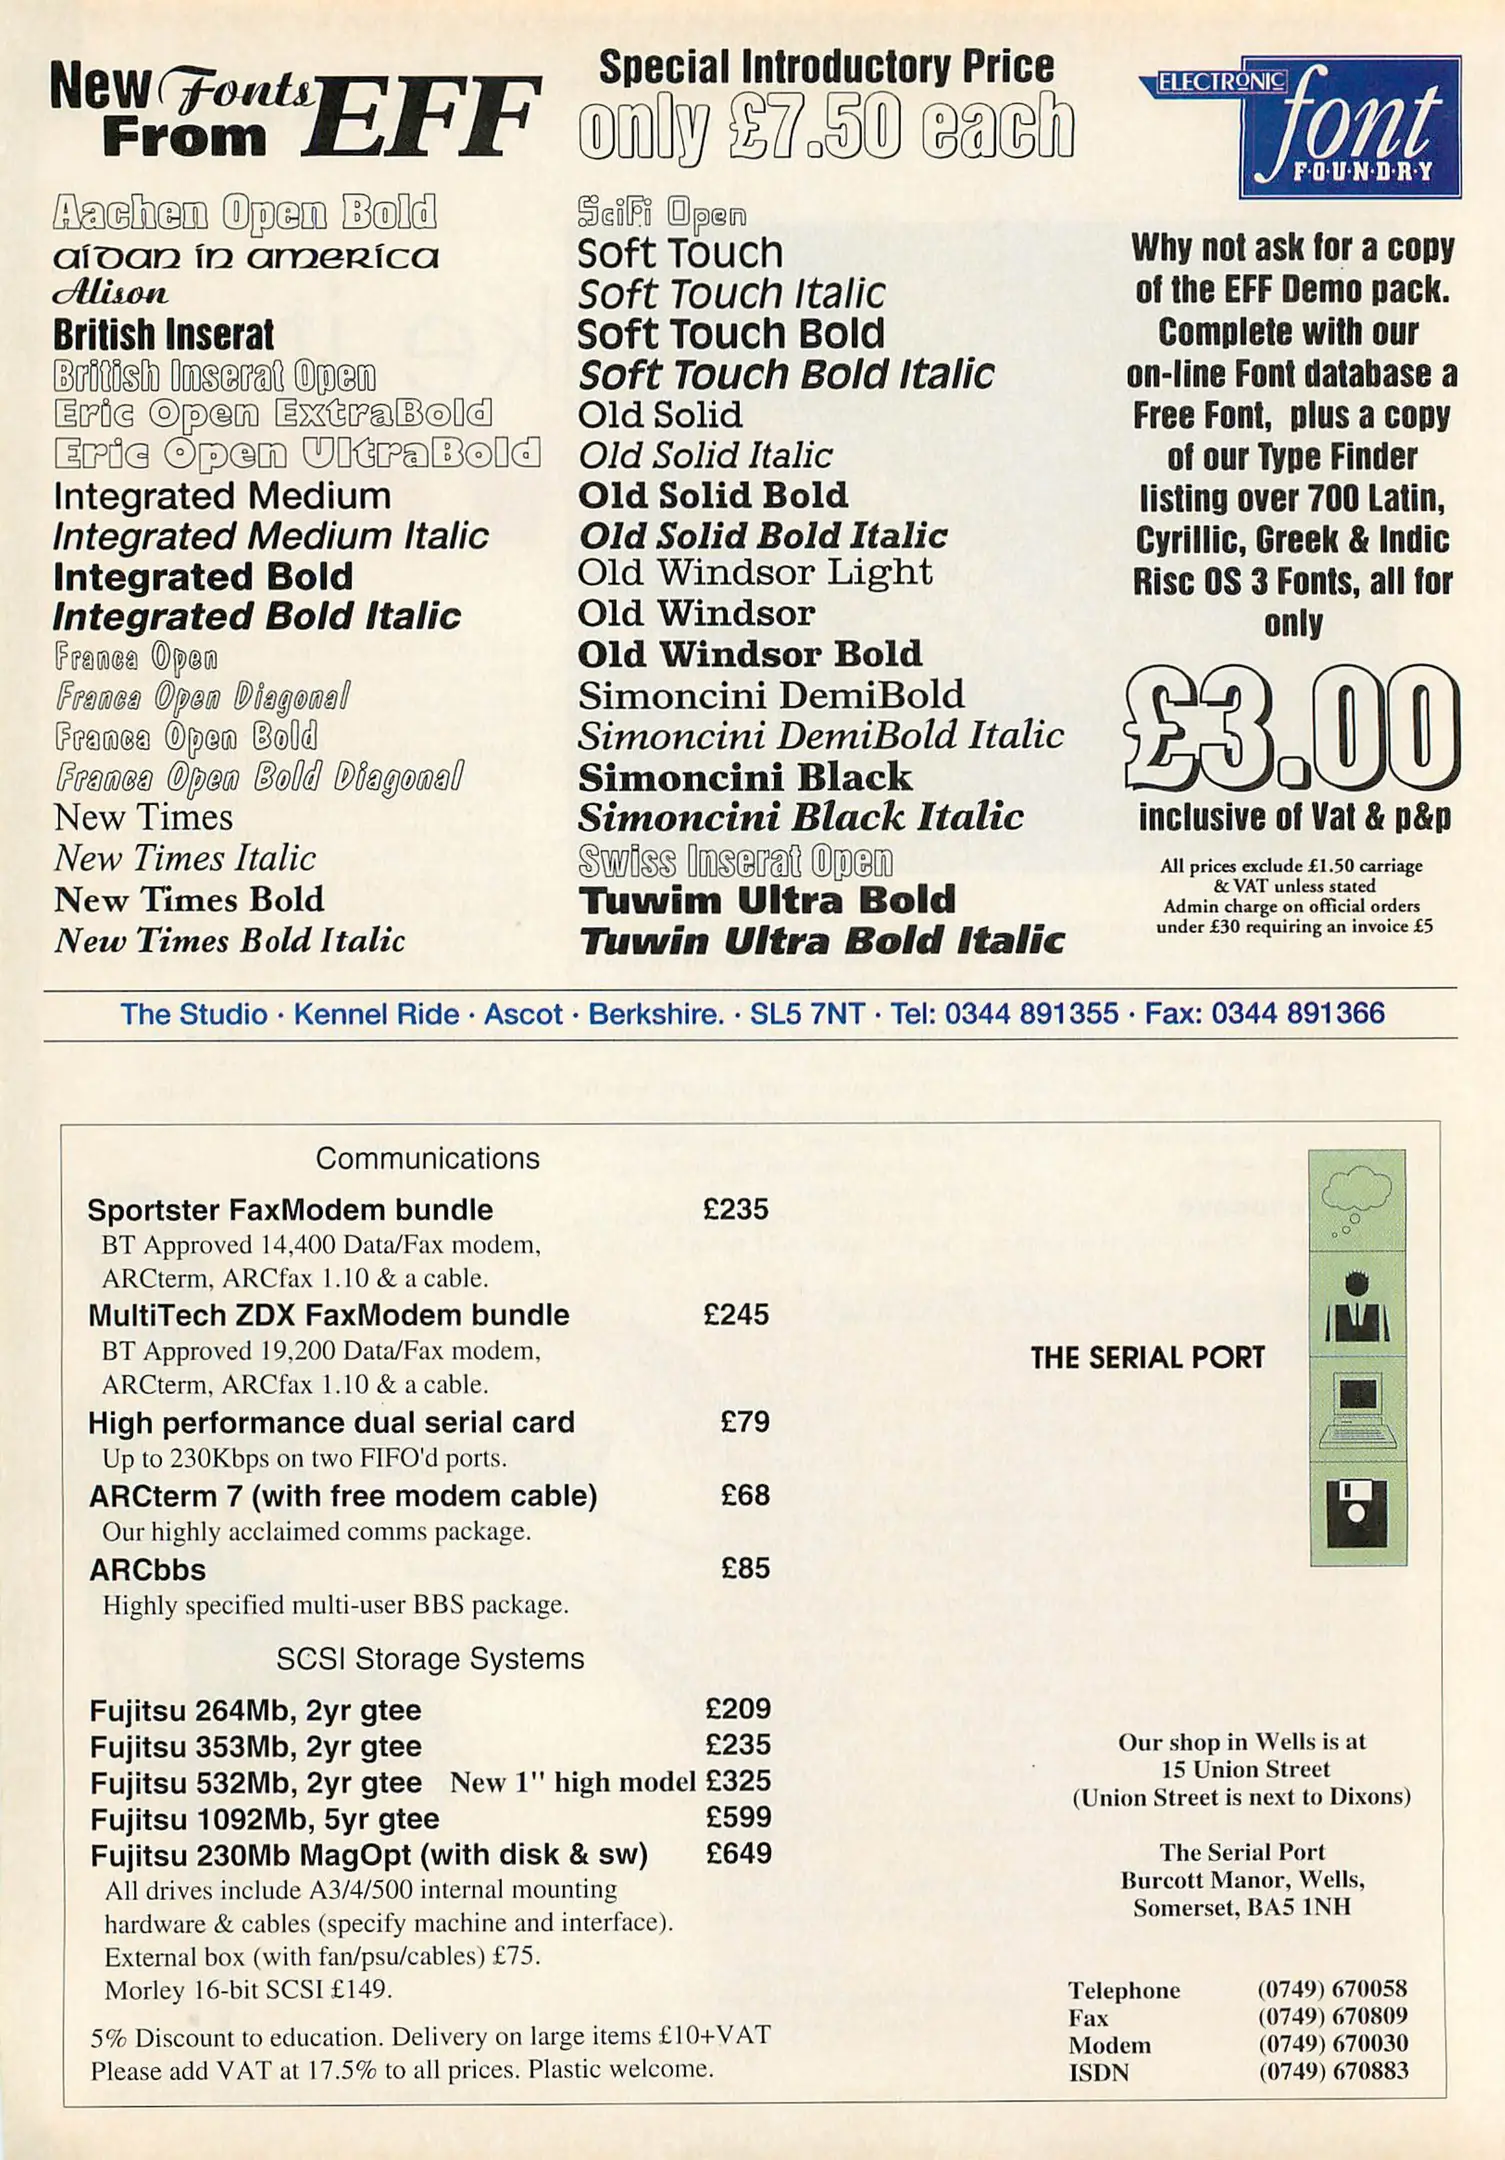 New Fonts From EFF
Special Introductory Price
only £7.50 each
ELECTRONIC
font
F·O·U·N·D·R·Y
Aachen Open Bold
aidan in america
Alison
British Inserat
British Inserat Open
Eric Open ExtraBold
Eric Open UltraBold
Integrated Medium
Integrated Medium Italic
Integrated Bold
Integrated Bold Italic
Franca Open
Franca Open Diagonal
Franca Open Bold
Franca Open Bold Diagonal
New Times
New Times Italic
New Times Bold
New Times Bold Italic
SciFi Open
Soft Touch
Soft Touch Italic
Soft Touch Bold
Soft Touch Bold Italic
Old Solid
Old Solid Italic
Old Solid Bold
Old Solid Bold Italic
Old Windsor Light
Old Windsor
Old Windsor Bold
Simoncini DemiBold
Simoncini DemiBold Italic
Simoncini Black
Simoncini Black Italic
Swiss Inserat Open
Tuwim Ultra Bold
Tuwin Ultra Bold Italic
Why not ask for a copy
of the EFF Demo pack.
Complete with our
on-line Font database a
Free Font, plus a copy
of our Type Finder
listing over 700 Latin,
Cyrillic, Greek & Indic
Risc OS 3 Fonts, all for
only
£3.00
inclusive of Vat & p&p
All prices exclude £1.50 carriage
& VAT unless stated
Admin charge on official orders
under £30 requiring an invoice £5
The Studio · Kennel Ride · Ascot · Berkshire. · SL5 7NT · Tel: 0344 891355 · Fax: 0344 891366
Communications
Sportster FaxModem bundle £235
BT Approved 14,400 Data/Fax modem,
ARCterm, ARCfax 1.10 & a cable.
MultiTech ZDX FaxModem bundle £245
BT Approved 19,200 Data/Fax modem,
ARCterm, ARCfax 1.10 & a cable.
High performance dual serial card £79
Up to 230Kbps on two FIFO'd ports.
ARCterm 7 (with free modem cable) £68
Our highly acclaimed comms package.
ARCbbs £85
Highly specified multi-user BBS package.
SCSI Storage Systems
Fujitsu 264Mb, 2yr gtee £209
Fujitsu 353Mb, 2yr gtee £235
Fujitsu 532Mb, 2yr gtee New 1" high model £325
Fujitsu 1092Mb, 5yr gtee £599
Fujitsu 230Mb MagOpt (with disk & sw) £649
All drives include A3/4/500 internal mounting
hardware & cables (specify machine and interface).
External box (with fan/psu/cables) £75.
Morley 16-bit SCSI £149.
5% Discount to education. Delivery on large items £10+VAT
Please add VAT at 17.5% to all prices. Plastic welcome.
THE SERIAL PORT
Our shop in Wells is at
15 Union Street
(Union Street is next to Dixons)
The Serial Port
Burcott Manor, Wells,
Somerset, BA5 1NH
Telephone (0749) 670058
Fax (0749) 670809
Modem (0749) 670030
ISDN (0749) 670883